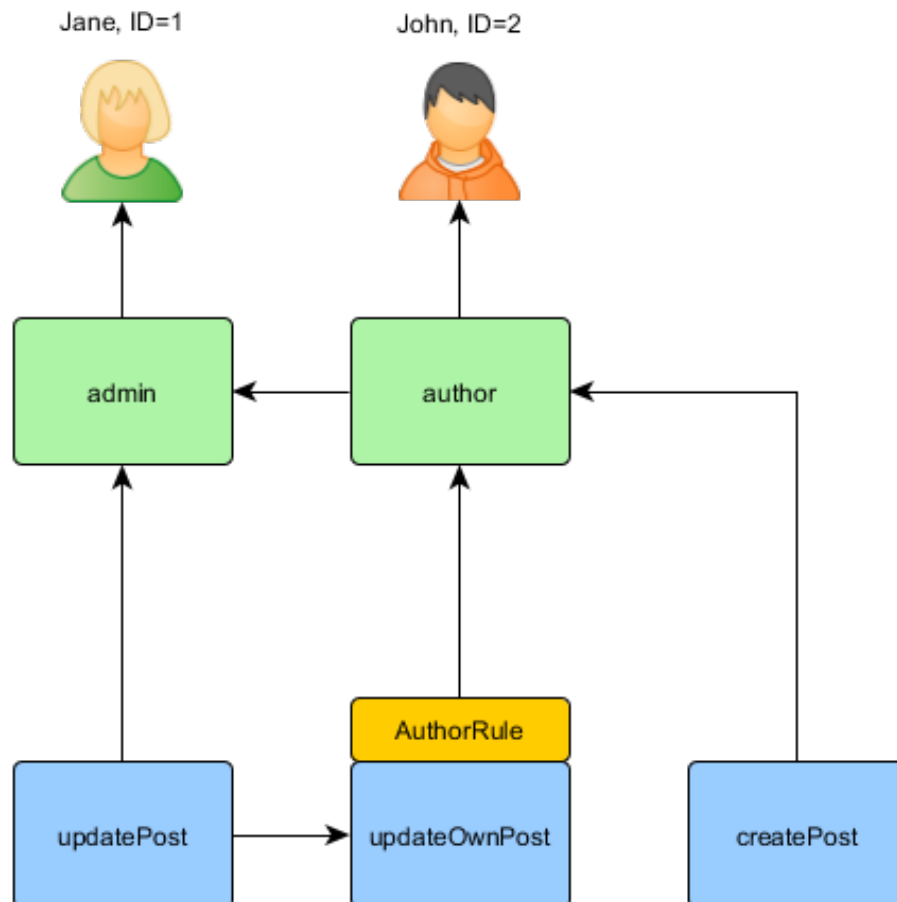 Jane, ID=1
John, ID=2
admin
author
AuthorRule
updatePost
updateOwnPost
createPost